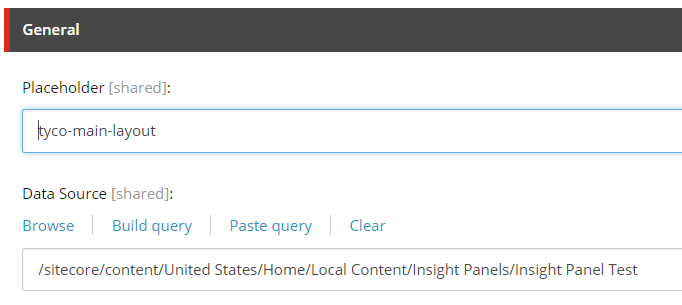 General
Placeholder [shared]:
tyco-main-layout
Data Source [shared]:
Browse Build query Paste query Clear
/sitecore/content/United States/Home/Local Content/Insight Panels/Insight Panel Test